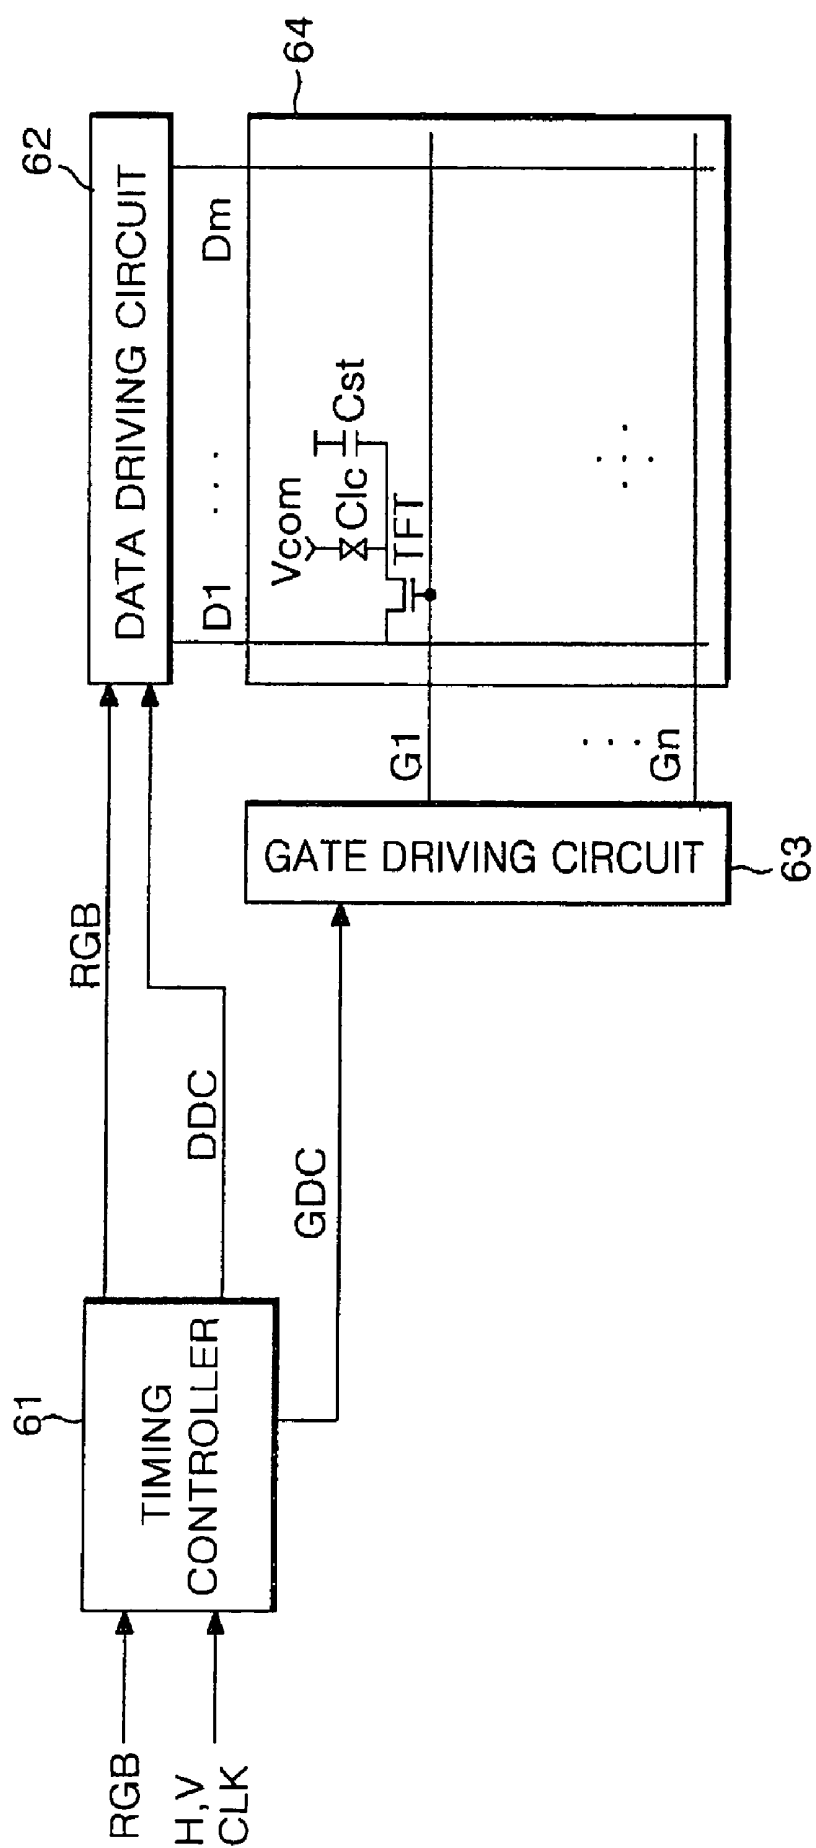 RGB
H,V
CLK
61
TIMING
CONTROLLER
RGB
DDC
GDC
62
DATA DRIVING CIRCUIT
GATE DRIVING CIRCUIT
63
D1
...
Dm
64
G1
...
Gn
Vcom
Clc
Cst
TFT